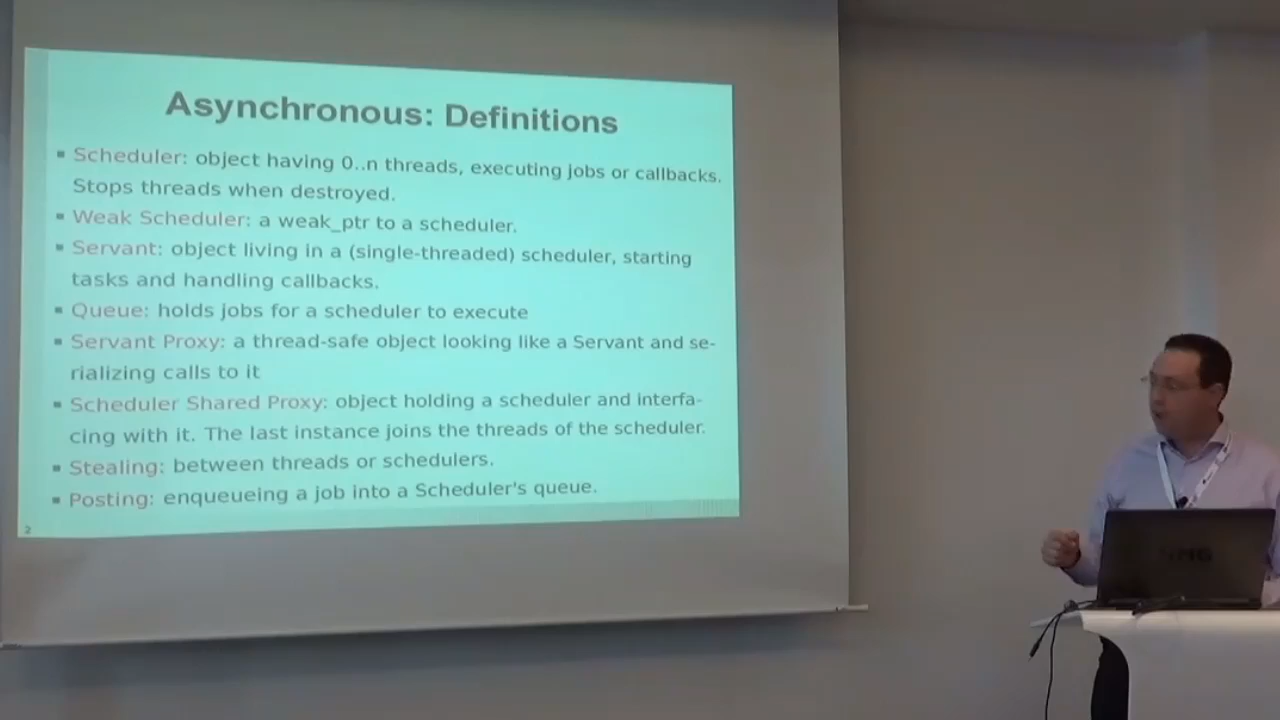 Asynchronous: Definitions
▪ Scheduler: object having 0..n threads, executing jobs or callbacks.
Stops threads when destroyed.
▪ Weak Scheduler: a weak_ptr to a scheduler.
▪ Servant: object living in a (single-threaded) scheduler, starting
tasks and handling callbacks.
▪ Queue: holds jobs for a scheduler to execute
▪ Servant Proxy: a thread-safe object looking like a Servant and se-
rializing calls to it
▪ Scheduler Shared Proxy: object holding a scheduler and interfa-
cing with it. The last instance joins the threads of the scheduler.
▪ Stealing: between threads or schedulers.
▪ Posting: enqueueing a job into a Scheduler's queue.
2